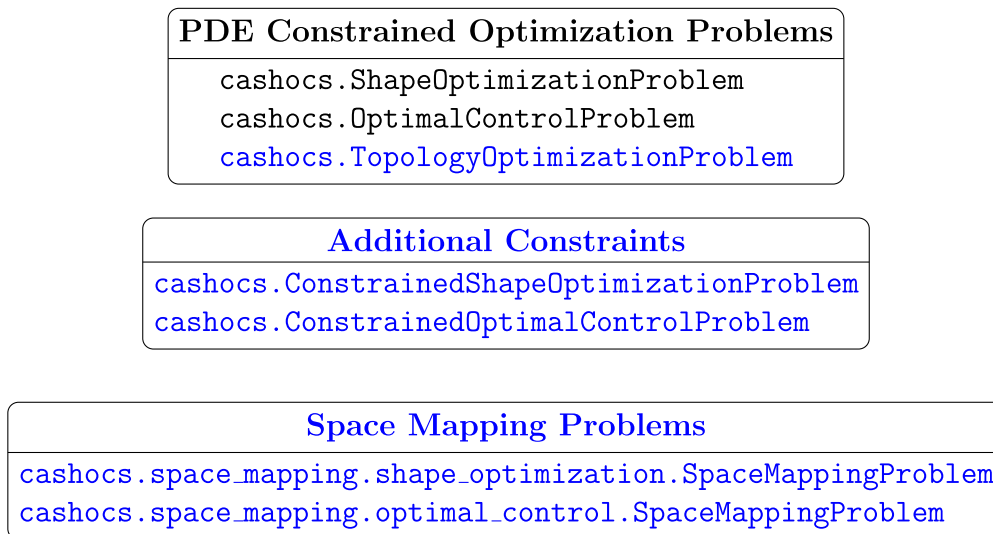 PDE Constrained Optimization Problems
cashocs.ShapeOptimizationProblem
cashocs.OptimalControlProblem
cashocs.TopologyOptimizationProblem
Additional Constraints
cashocs.ConstrainedShapeOptimizationProblem
cashocs.ConstrainedOptimalControlProblem
Space Mapping Problems
cashocs.space_mapping.shape_optimization.SpaceMappingProblem
cashocs.space_mapping.optimal_control.SpaceMappingProblem